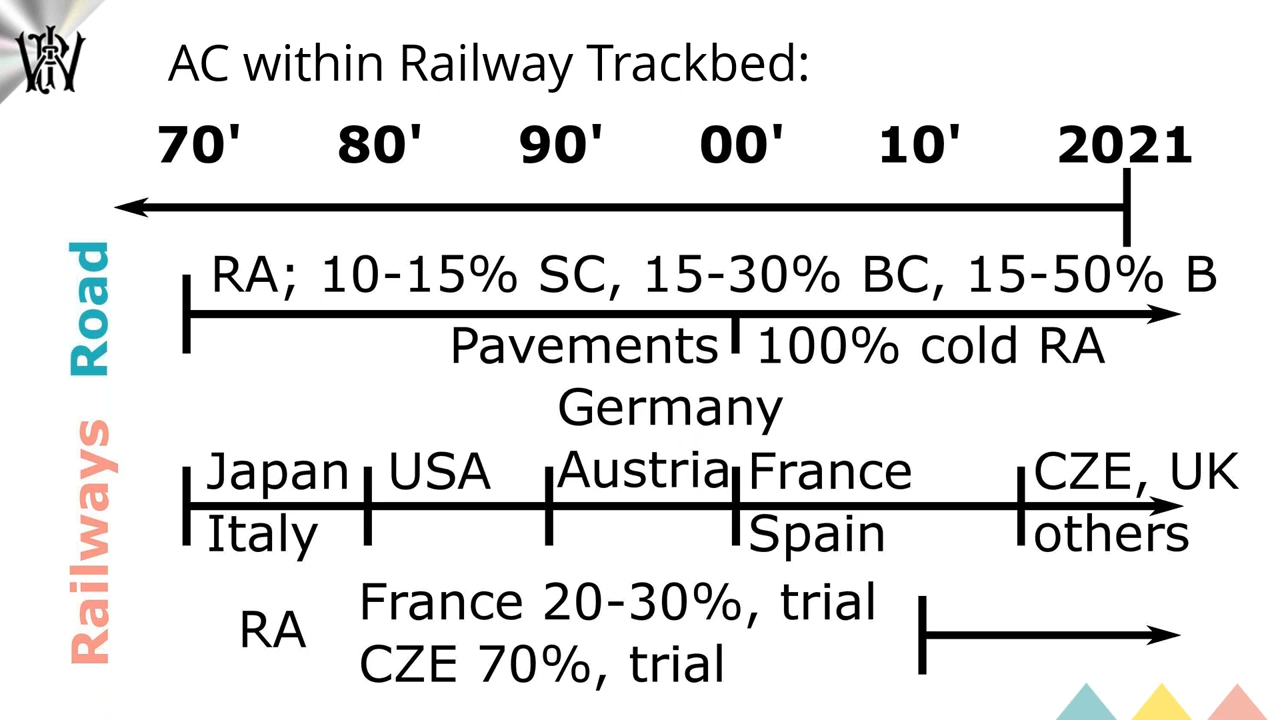 AC within Railway Trackbed:
70' 80' 90' 00' 10' 2021
Road
RA; 10-15% SC, 15-30% BC, 15-50% B
Pavements 100% cold RA
Railways
Germany
Japan USA Austria France CZE, UK
Italy Spain others
RA
France 20-30%, trial
CZE 70%, trial